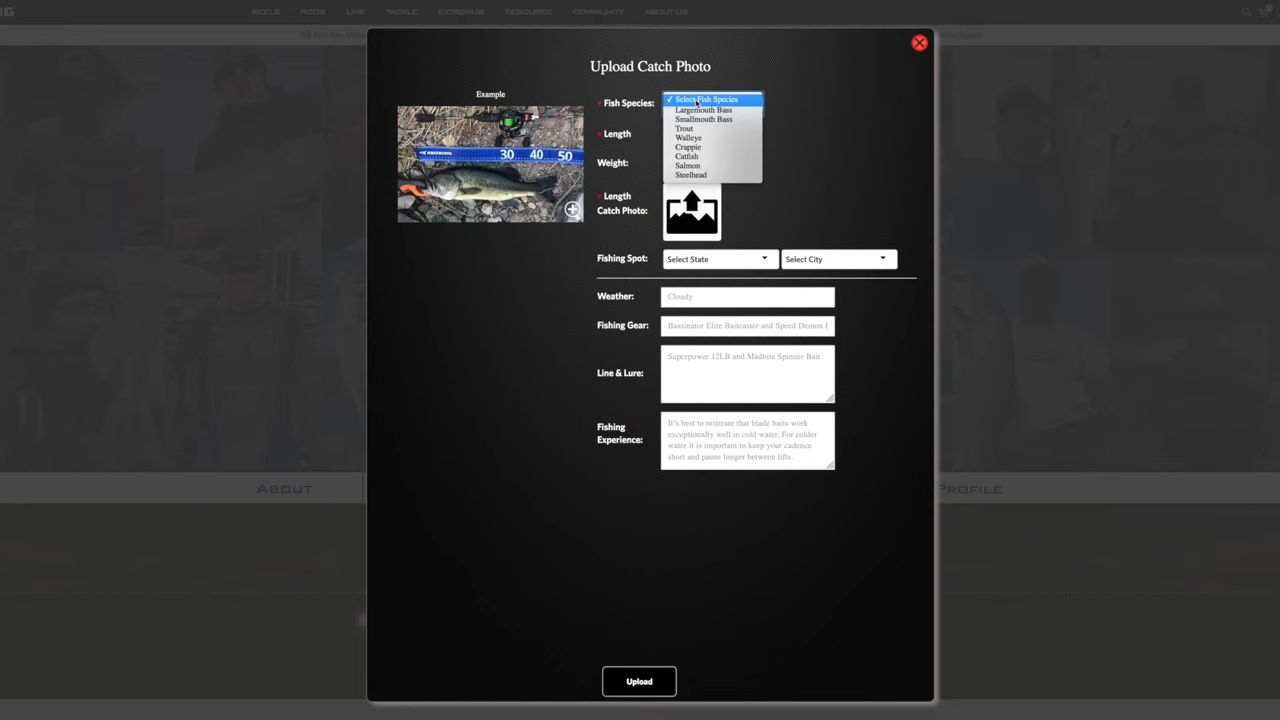 REELS RODS LINE TACKLE EXTREMUS RESOURCE COMMUNITY ABOUT US
Upload Catch Photo
Example
30 40 50
* Fish Species:
✓ Select Fish Species
Largemouth Bass
Smallmouth Bass
Trout
Walleye
Crappie
Catfish
Salmon
Steelhead
* Length
Weight:
* Length
Catch Photo:
Fishing Spot: Select State Select City
Weather: Cloudy
Fishing Gear: Bassinator Elite Baitcaster and Speed Demon
Line & Lure: Superpower 12LB and Madbite Spinner Bait
Fishing
Experience:
It's best to reiterate that blade baits work
exceptionally well in cold water. For colder
water it is important to keep your cadence
short and pause longer between lifts.
ABOUT
PROFILE
Upload